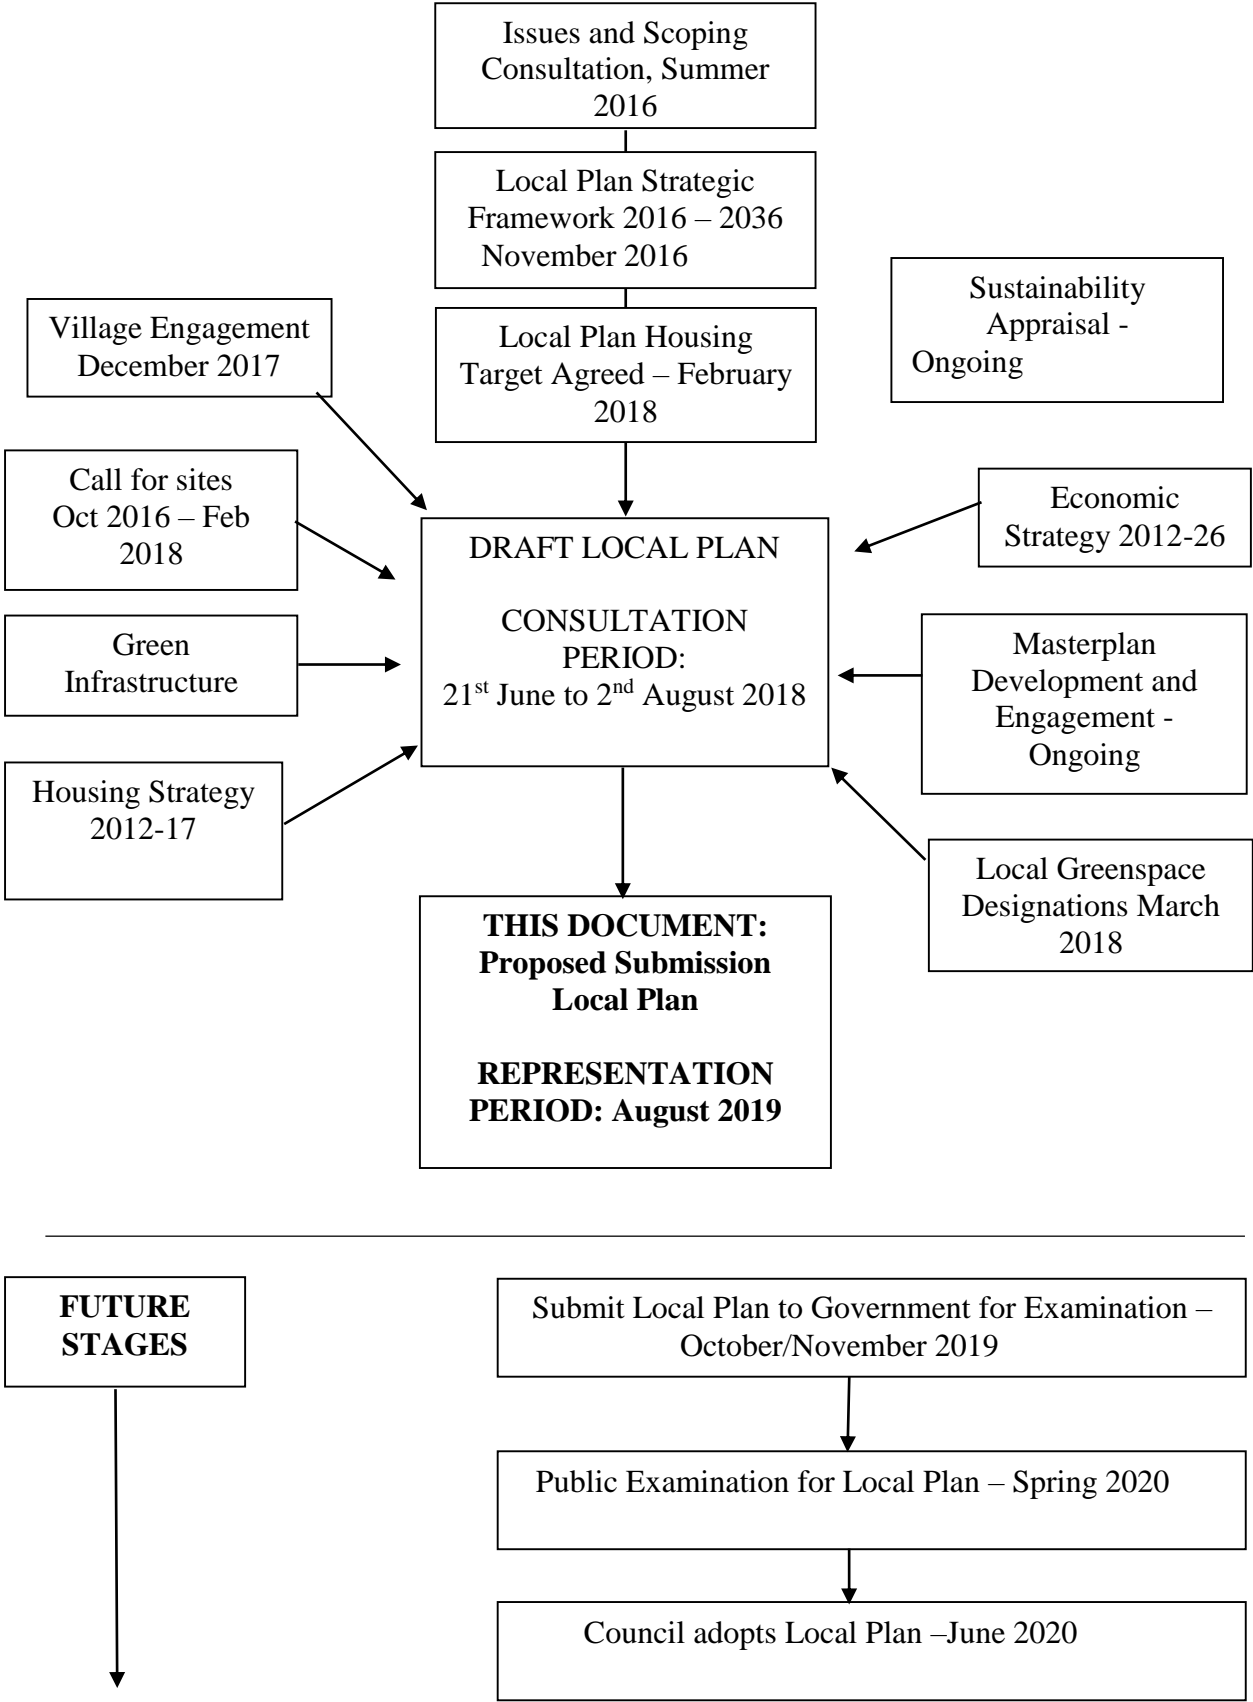 Issues and Scoping
Consultation, Summer
2016
Local Plan Strategic
Framework 2016 – 2036
November 2016
Sustainability
Appraisal -
Ongoing
Village Engagement
December 2017
Local Plan Housing
Target Agreed – February
2018
Call for sites
Oct 2016 – Feb
2018
Economic
Strategy 2012-26
DRAFT LOCAL PLAN
CONSULTATION
PERIOD:
21st June to 2nd August 2018
Green
Infrastructure
Masterplan
Development and
Engagement -
Ongoing
Housing Strategy
2012-17
Local Greenspace
Designations March
2018
THIS DOCUMENT:
Proposed Submission
Local Plan
REPRESENTATION
PERIOD: August 2019
FUTURE
STAGES
Submit Local Plan to Government for Examination –
October/November 2019
Public Examination for Local Plan – Spring 2020
Council adopts Local Plan –June 2020